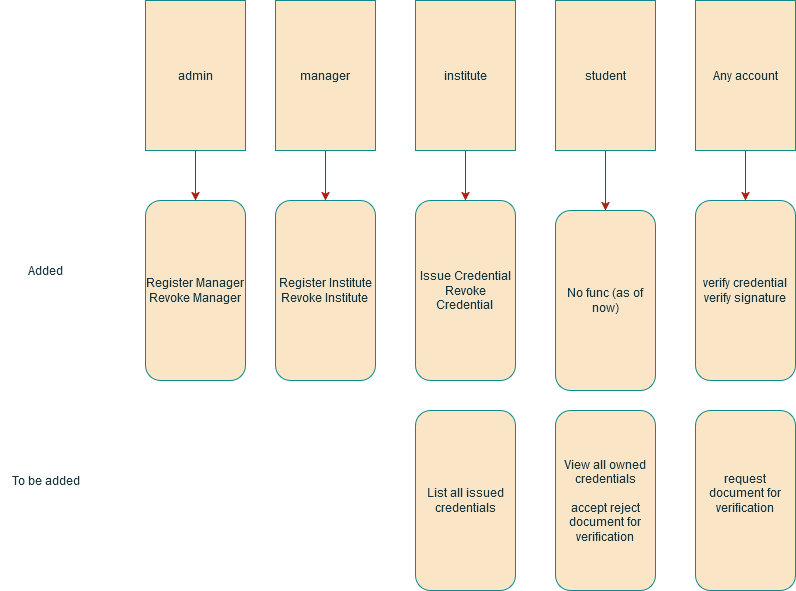 admin
manager
institute
student
Any account
Added
Register Manager
Revoke Manager
Register Institute
Revoke Institute
Issue Credential
Revoke
Credential
No func (as of
now)
verify credential
verify signature
To be added
List all issued
credentials
View all owned
credentials
accept reject
document for
verification
request
document for
verification